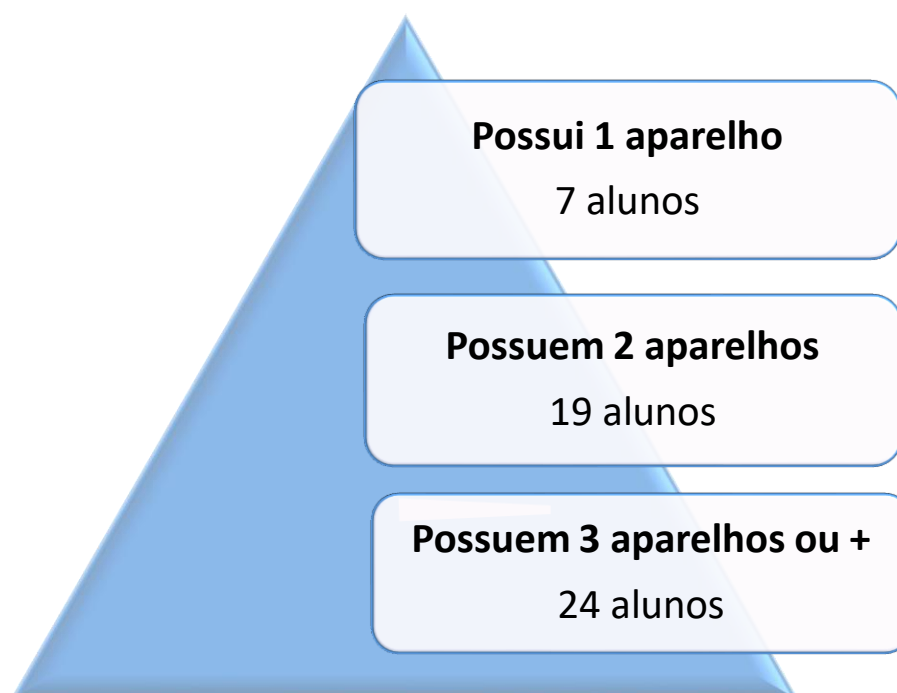 Possui 1 aparelho
7 alunos
Possuem 2 aparelhos
19 alunos
Possuem 3 aparelhos ou +
24 alunos